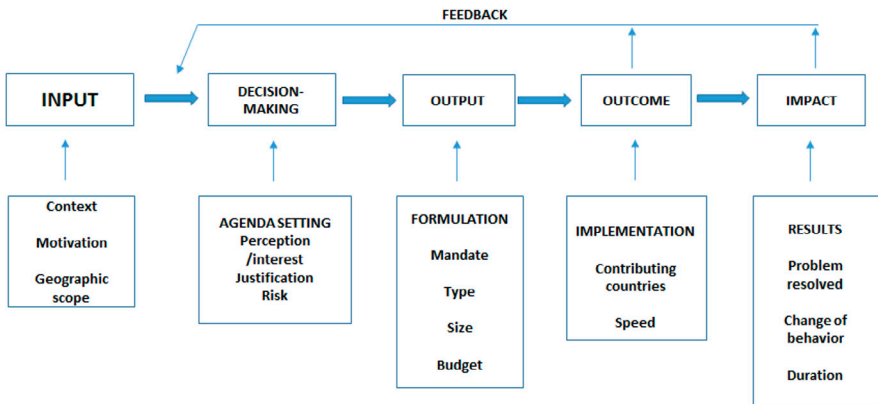 FEEDBACK
INPUT
DECISION-
MAKING
OUTPUT
OUTCOME
IMPACT
Context
Motivation
Geographic
scope
AGENDA SETTING
Perception
/interest
Justification
Risk
FORMULATION
Mandate
Type
Size
Budget
IMPLEMENTATION
Contributing
countries
Speed
RESULTS
Problem
resolved
Change of
behavior
Duration